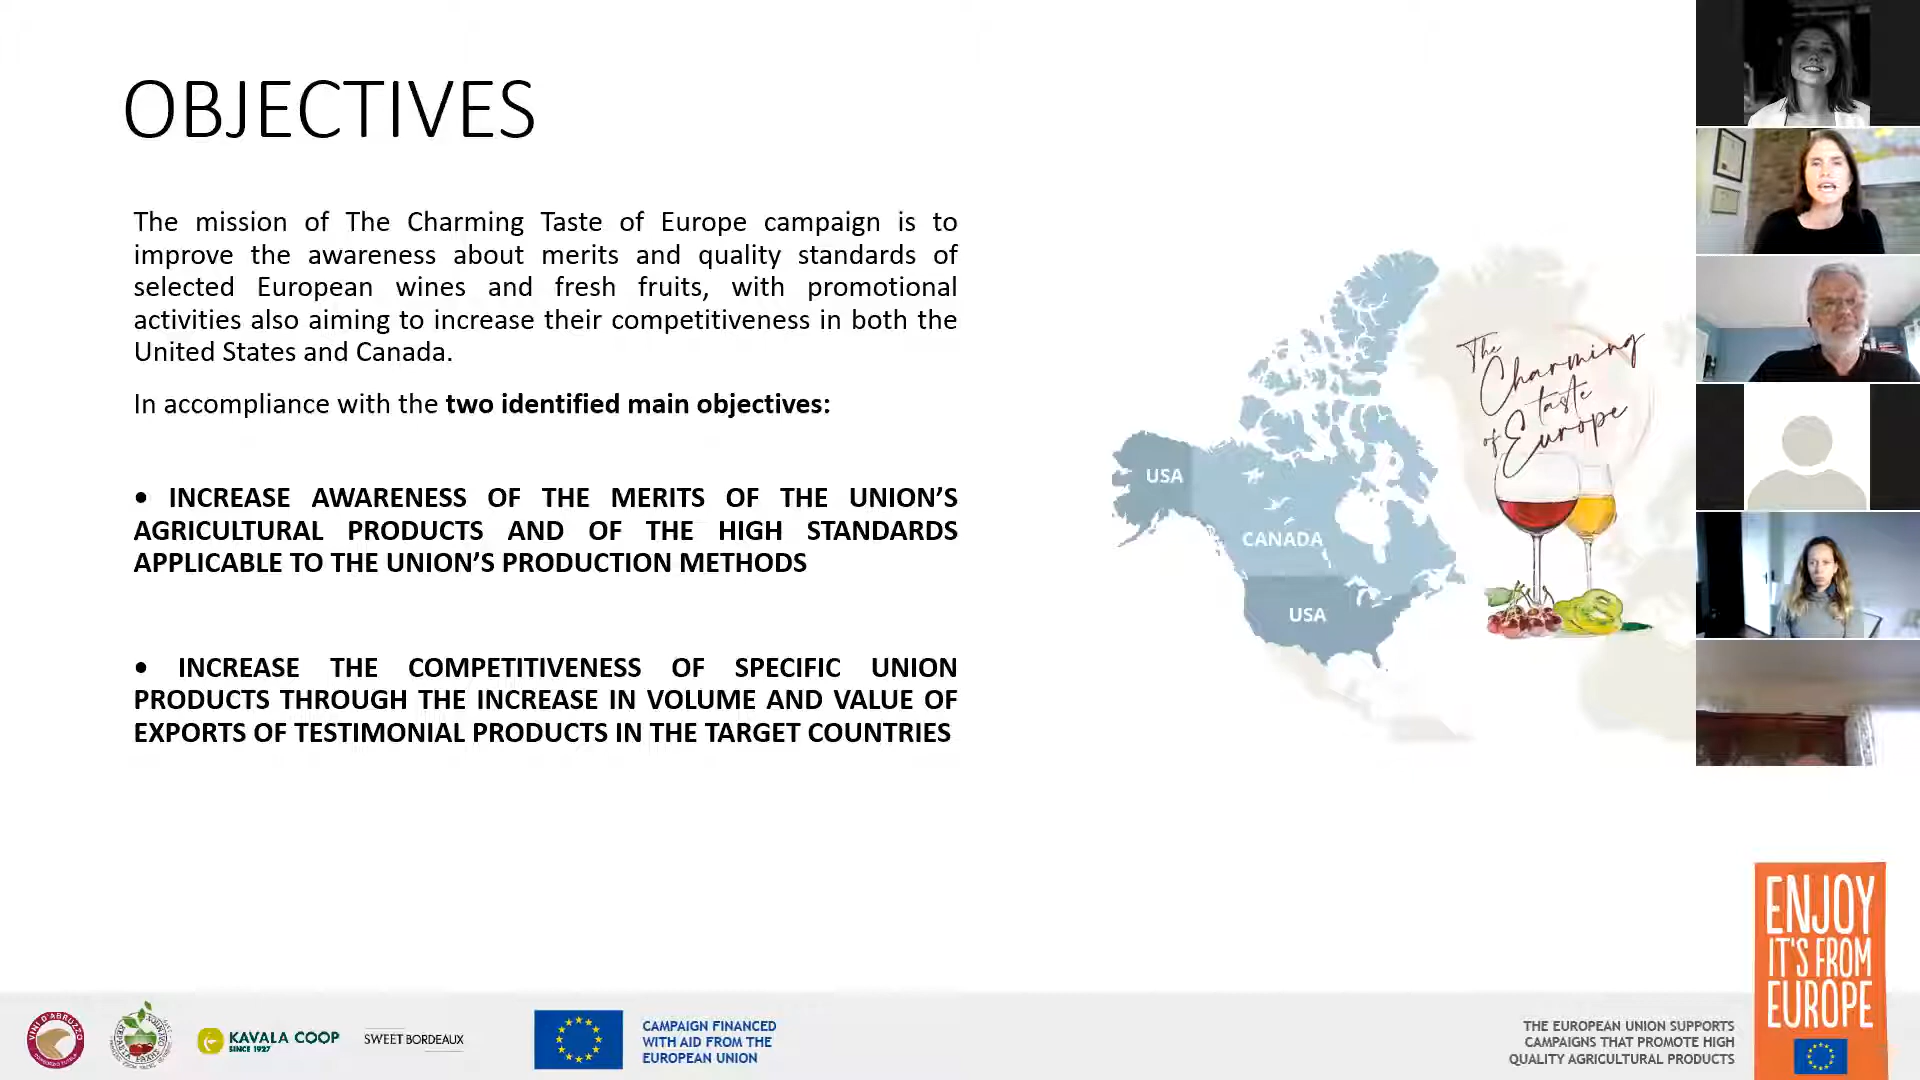 OBJECTIVES
The mission of The Charming Taste of Europe campaign is to
improve the awareness about merits and quality standards of
selected European wines and fresh fruits, with promotional
activities also aiming to increase their competitiveness in both the
United States and Canada.
In accompliance with the two identified main objectives:
• INCREASE AWARENESS OF THE MERITS OF THE UNION’S
AGRICULTURAL PRODUCTS AND OF THE HIGH STANDARDS
APPLICABLE TO THE UNION’S PRODUCTION METHODS
• INCREASE THE COMPETITIVENESS OF SPECIFIC UNION
PRODUCTS THROUGH THE INCREASE IN VOLUME AND VALUE OF
EXPORTS OF TESTIMONIAL PRODUCTS IN THE TARGET COUNTRIES
USA
CANADA
USA
The
Charming
taste
of Europe
VINI D'ABRUZZO
KAVALA COOP
SINCE 1927
SWEET BORDEAUX
CAMPAIGN FINANCED
WITH AID FROM THE
EUROPEAN UNION
THE EUROPEAN UNION SUPPORTS
CAMPAIGNS THAT PROMOTE HIGH
QUALITY AGRICULTURAL PRODUCTS
ENJOY
IT'S FROM
EUROPE